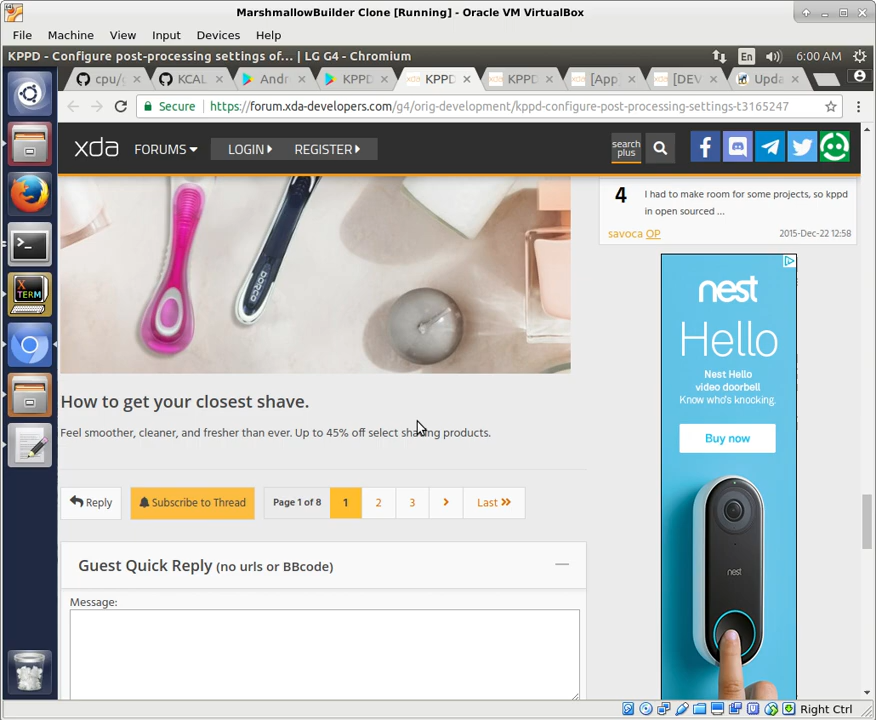 MarshmallowBuilder Clone [Running] - Oracle VM VirtualBox
File Machine View Input Devices Help
KPPD - Configure post-processing settings of... | LG G4 - Chromium
En
6:00 AM
cpu/g
KCAL
Andr
KPPD
KPPD
KPPD
[App
[DEV
Upda
Secure
https://forum.xda-developers.com/g4/orig-development/kppd-configure-post-processing-settings-t3165247
xda
FORUMS
LOGIN
REGISTER
search
plus
4
I had to make room for some projects, so kppd
in open sourced ...
savoca OP
2015-Dec-22 12:58
DORCO
How to get your closest shave.
Feel smoother, cleaner, and fresher than ever. Up to 45% off select shaving products.
Reply
Subscribe to Thread
Page 1 of 8
1
2
3
Last
Guest Quick Reply (no urls or BBcode)
Message:
nest
Hello
Nest Hello
video doorbell
Know who's knocking.
Buy now
nest
X
TERM
Right Ctrl